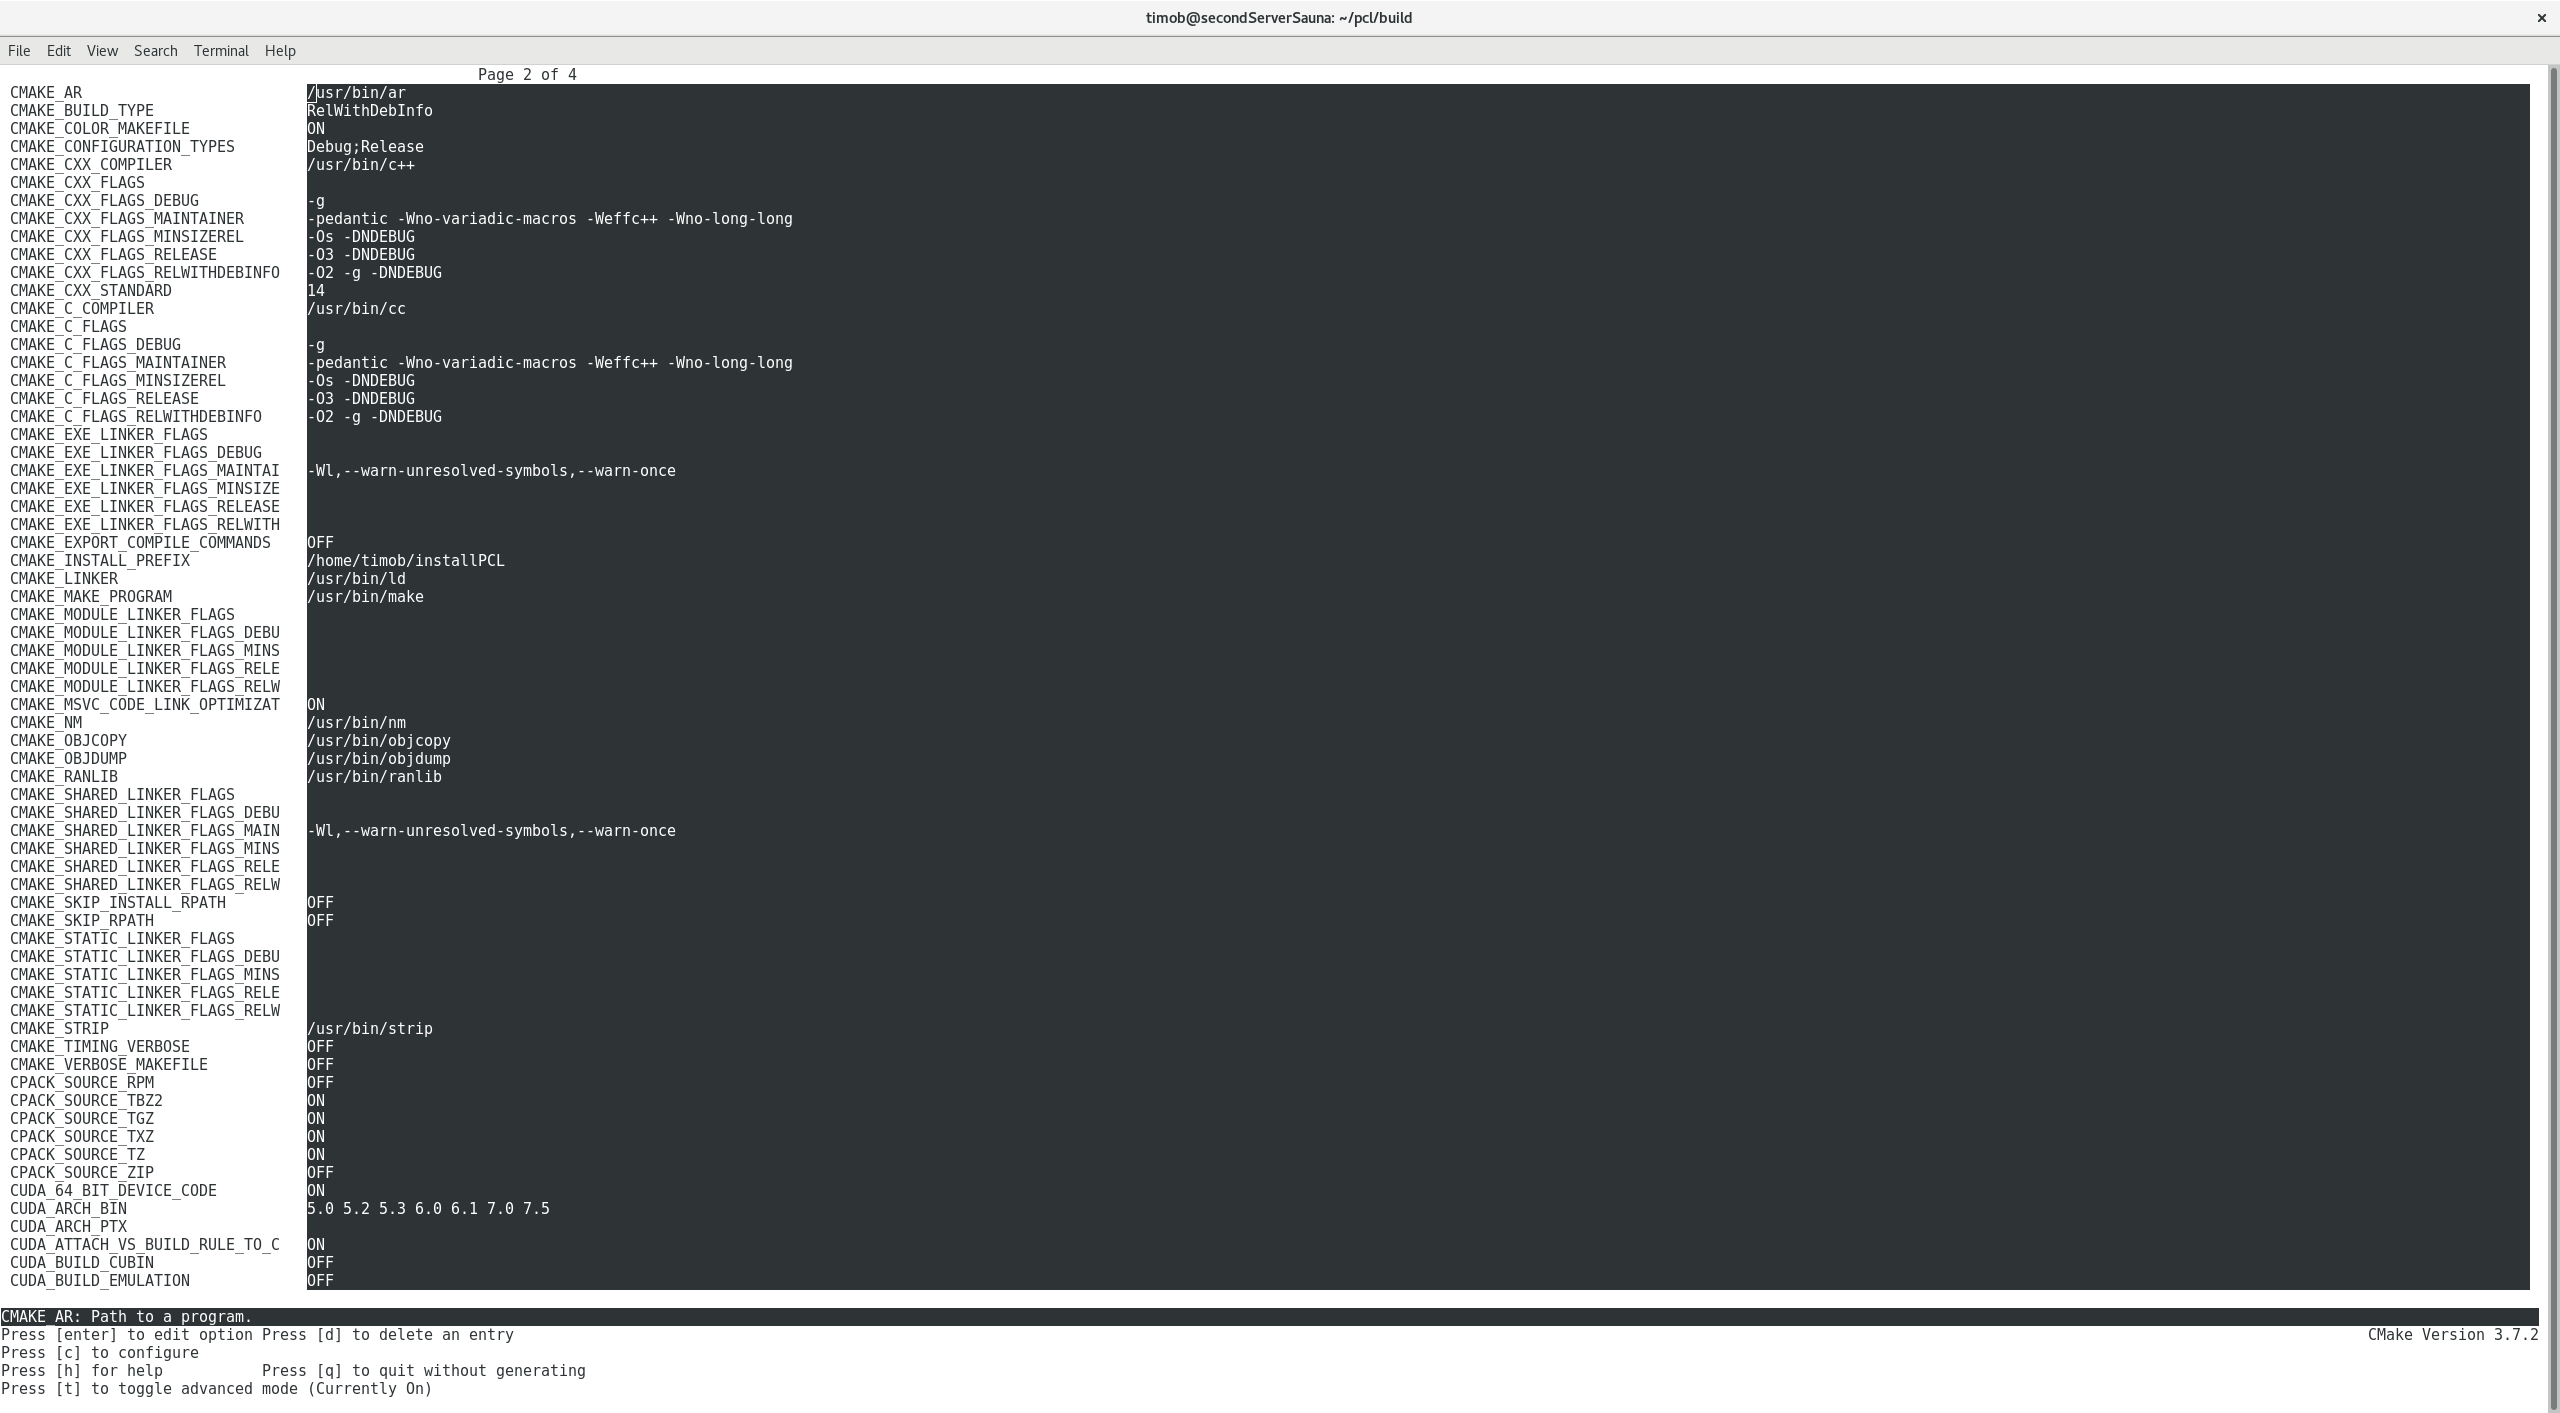 timob@secondServerSauna: ~/pcl/build
×
File Edit View Search Terminal Help
Page 2 of 4
CMAKE_AR /usr/bin/ar
CMAKE_BUILD_TYPE RelWithDebInfo
CMAKE_COLOR_MAKEFILE ON
CMAKE_CONFIGURATION_TYPES Debug;Release
CMAKE_CXX_COMPILER /usr/bin/c++
CMAKE_CXX_FLAGS
CMAKE_CXX_FLAGS_DEBUG -g
CMAKE_CXX_FLAGS_MAINTAINER -pedantic -Wno-variadic-macros -Weffc++ -Wno-long-long
CMAKE_CXX_FLAGS_MINSIZEREL -Os -DNDEBUG
CMAKE_CXX_FLAGS_RELEASE -O3 -DNDEBUG
CMAKE_CXX_FLAGS_RELWITHDEBINFO -O2 -g -DNDEBUG
CMAKE_CXX_STANDARD 14
CMAKE_C_COMPILER /usr/bin/cc
CMAKE_C_FLAGS
CMAKE_C_FLAGS_DEBUG -g
CMAKE_C_FLAGS_MAINTAINER -pedantic -Wno-variadic-macros -Weffc++ -Wno-long-long
CMAKE_C_FLAGS_MINSIZEREL -Os -DNDEBUG
CMAKE_C_FLAGS_RELEASE -O3 -DNDEBUG
CMAKE_C_FLAGS_RELWITHDEBINFO -O2 -g -DNDEBUG
CMAKE_EXE_LINKER_FLAGS
CMAKE_EXE_LINKER_FLAGS_DEBUG
CMAKE_EXE_LINKER_FLAGS_MAINTAI -Wl,--warn-unresolved-symbols,--warn-once
CMAKE_EXE_LINKER_FLAGS_MINSIZE
CMAKE_EXE_LINKER_FLAGS_RELEASE
CMAKE_EXE_LINKER_FLAGS_RELWITH
CMAKE_EXPORT_COMPILE_COMMANDS OFF
CMAKE_INSTALL_PREFIX /home/timob/installPCL
CMAKE_LINKER /usr/bin/ld
CMAKE_MAKE_PROGRAM /usr/bin/make
CMAKE_MODULE_LINKER_FLAGS
CMAKE_MODULE_LINKER_FLAGS_DEBU
CMAKE_MODULE_LINKER_FLAGS_MINS
CMAKE_MODULE_LINKER_FLAGS_RELE
CMAKE_MODULE_LINKER_FLAGS_RELW
CMAKE_MSVC_CODE_LINK_OPTIMIZAT ON
CMAKE_NM /usr/bin/nm
CMAKE_OBJCOPY /usr/bin/objcopy
CMAKE_OBJDUMP /usr/bin/objdump
CMAKE_RANLIB /usr/bin/ranlib
CMAKE_SHARED_LINKER_FLAGS
CMAKE_SHARED_LINKER_FLAGS_DEBU
CMAKE_SHARED_LINKER_FLAGS_MAIN -Wl,--warn-unresolved-symbols,--warn-once
CMAKE_SHARED_LINKER_FLAGS_MINS
CMAKE_SHARED_LINKER_FLAGS_RELE
CMAKE_SHARED_LINKER_FLAGS_RELW
CMAKE_SKIP_INSTALL_RPATH OFF
CMAKE_SKIP_RPATH OFF
CMAKE_STATIC_LINKER_FLAGS
CMAKE_STATIC_LINKER_FLAGS_DEBU
CMAKE_STATIC_LINKER_FLAGS_MINS
CMAKE_STATIC_LINKER_FLAGS_RELE
CMAKE_STATIC_LINKER_FLAGS_RELW
CMAKE_STRIP /usr/bin/strip
CMAKE_TIMING_VERBOSE OFF
CMAKE_VERBOSE_MAKEFILE OFF
CPACK_SOURCE_RPM OFF
CPACK_SOURCE_TBZ2 ON
CPACK_SOURCE_TGZ ON
CPACK_SOURCE_TXZ ON
CPACK_SOURCE_TZ ON
CPACK_SOURCE_ZIP OFF
CUDA_64_BIT_DEVICE_CODE ON
CUDA_ARCH_BIN 5.0 5.2 5.3 6.0 6.1 7.0 7.5
CUDA_ARCH_PTX
CUDA_ATTACH_VS_BUILD_RULE_TO_C ON
CUDA_BUILD_CUBIN OFF
CUDA_BUILD_EMULATION OFF
CMAKE_AR: Path to a program.
Press [enter] to edit option Press [d] to delete an entry CMake Version 3.7.2
Press [c] to configure
Press [h] for help Press [q] to quit without generating
Press [t] to toggle advanced mode (Currently On)